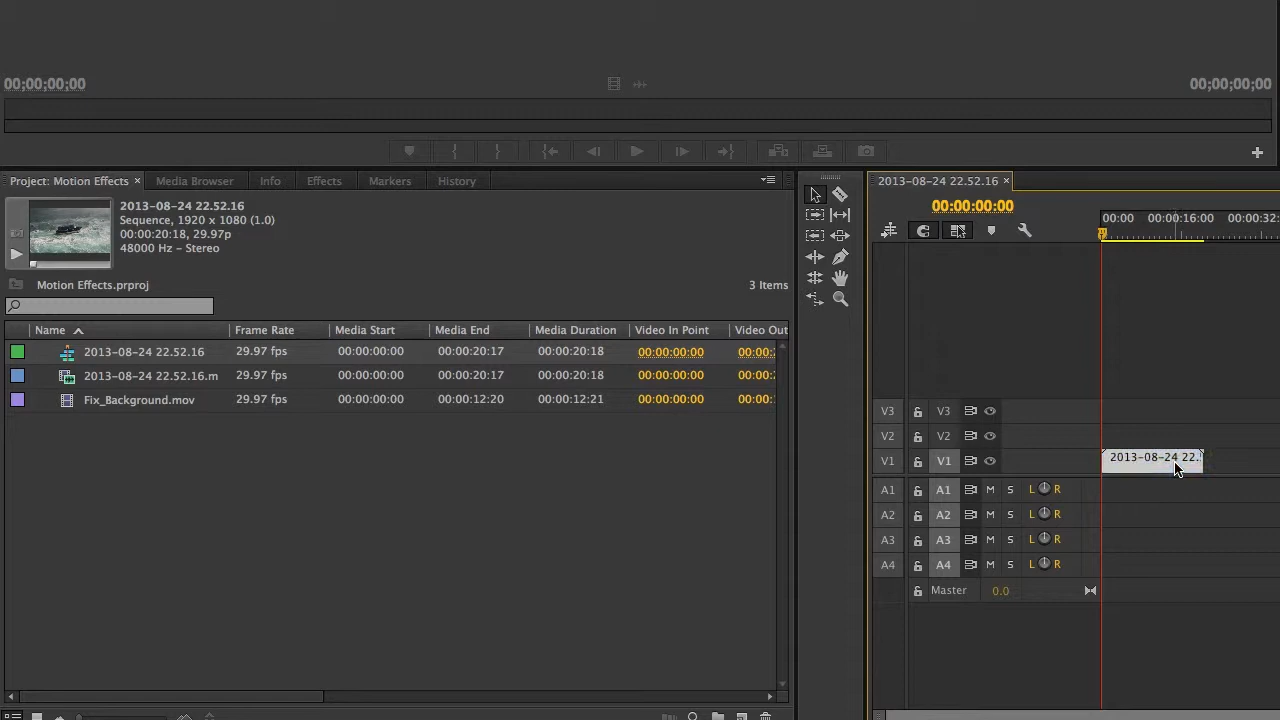 00;00;00;00
00;00;00;00
Project: Motion Effects × Media Browser Info Effects Markers History
2013-08-24 22.52.16
Sequence, 1920 x 1080 (1.0)
00:00:20:18, 29.97p
48000 Hz - Stereo
Motion Effects.prproj
3 Items
Name Frame Rate Media Start Media End Media Duration Video In Point Video Out
2013-08-24 22.52.16 29.97 fps 00:00:00:00 00:00:20:17 00:00:20:18 00:00:00:00 00:00:
2013-08-24 22.52.16.m 29.97 fps 00:00:00:00 00:00:20:17 00:00:20:18 00:00:00:00 00:00:
Fix_Background.mov 29.97 fps 00:00:00:00 00:00:12:20 00:00:12:21 00:00:00:00 00:00:
2013-08-24 22.52.16 ×
00:00:00:00
00:00 00:00:16:00 00:00:32:
V3 V3
V2 V2
V1 V1 2013-08-24 22.
A1 A1 M S L R
A2 A2 M S L R
A3 A3 M S L R
A4 A4 M S L R
Master 0.0